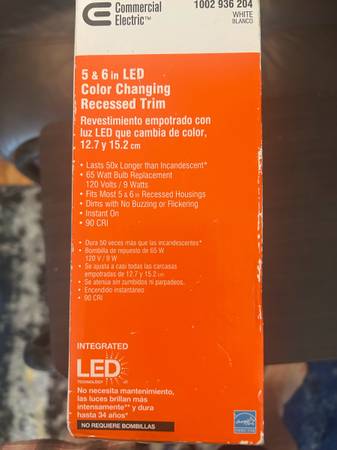 Commercial
Electric™
1002 936 204
WHITE
BLANCO
5 & 6 in LED
Color Changing
Recessed Trim
Revestimiento empotrado con
luz LED que cambia de color,
12.7 y 15.2 cm
• Lasts 50x Longer than Incandescent*
• 65 Watt Bulb Replacement
120 Volts / 9 Watts
• Fits Most 5 & 6 in Recessed Housings
• Dims with No Buzzing or Flickering
• Instant On
• 90 CRI
• Dura 50 veces más que las incandescentes*
• Bombilla de repuesto de 65 W
120 V / 9 W
• Se ajusta a casi todas las carcasas
empotradas de 12.7 y 15.2 cm
• Se atenúa sin zumbidos ni parpadeos.
• Encendido instantáneo
• 90 CRI
INTEGRATED
LED
TECHNOLOGY
No necesita mantenimiento,
las luces brillan más
intensamente** y dura
hasta 34 años*
NO REQUIERE BOMBILLAS
ENERGY STAR